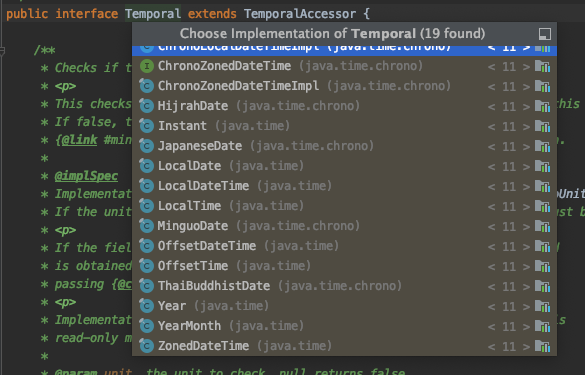 public interface Temporal extends TemporalAccessor {
Choose Implementation of Temporal (19 found)
ChronoLocalDateTimeImpl (java.time.chrono) < 11 >
/**
I ChronoZonedDateTime (java.time.chrono) < 11 >
* Checks if t
C ChronoZonedDateTimeImpl (java.time.chrono) < 11 >
* <p>
C HijrahDate (java.time.chrono) < 11 >
* This checks this
C Instant (java.time) < 11 >
* If false, t
C JapaneseDate (java.time.chrono) < 11 >
* {@link #min
C LocalDate (java.time) < 11 >
*
C LocalDateTime (java.time) < 11 >
* @implSpec
C LocalTime (java.time) < 11 >
* Implementat Unit
C MinguoDate (java.time.chrono) < 11 >
* If the unit ust b
C OffsetDateTime (java.time) < 11 >
* <p>
* If the fiel
C OffsetTime (java.time) < 11 >
* is obtained
C ThaiBuddhistDate (java.time.chrono) < 11 >
* passing {@c
C Year (java.time) < 11 >
* <p>
C YearMonth (java.time) < 11 >
* Implementat s
C ZonedDateTime (java.time) < 11 >
* read-only m
*
* @param unit the unit to check, null returns false